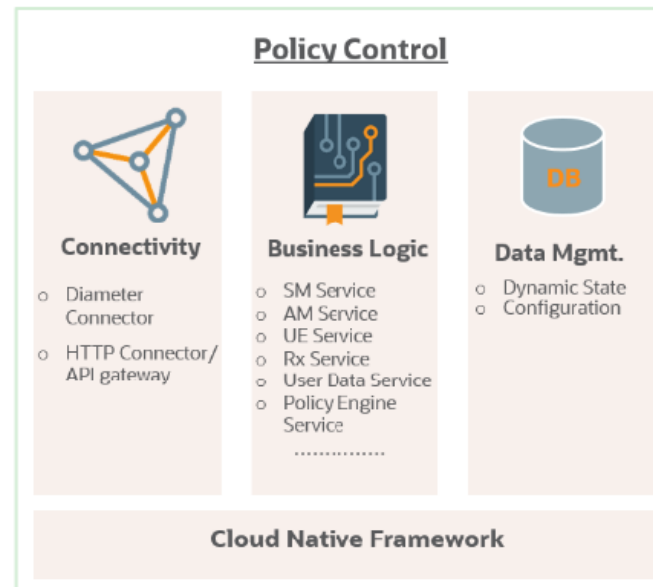 Policy Control
Connectivity
o Diameter
Connector
o HTTP Connector/
API gateway
Business Logic
o SM Service
o AM Service
o UE Service
o Rx Service
o User Data Service
o Policy Engine
Service
...............
DB
Data Mgmt.
o Dynamic State
o Configuration
Cloud Native Framework